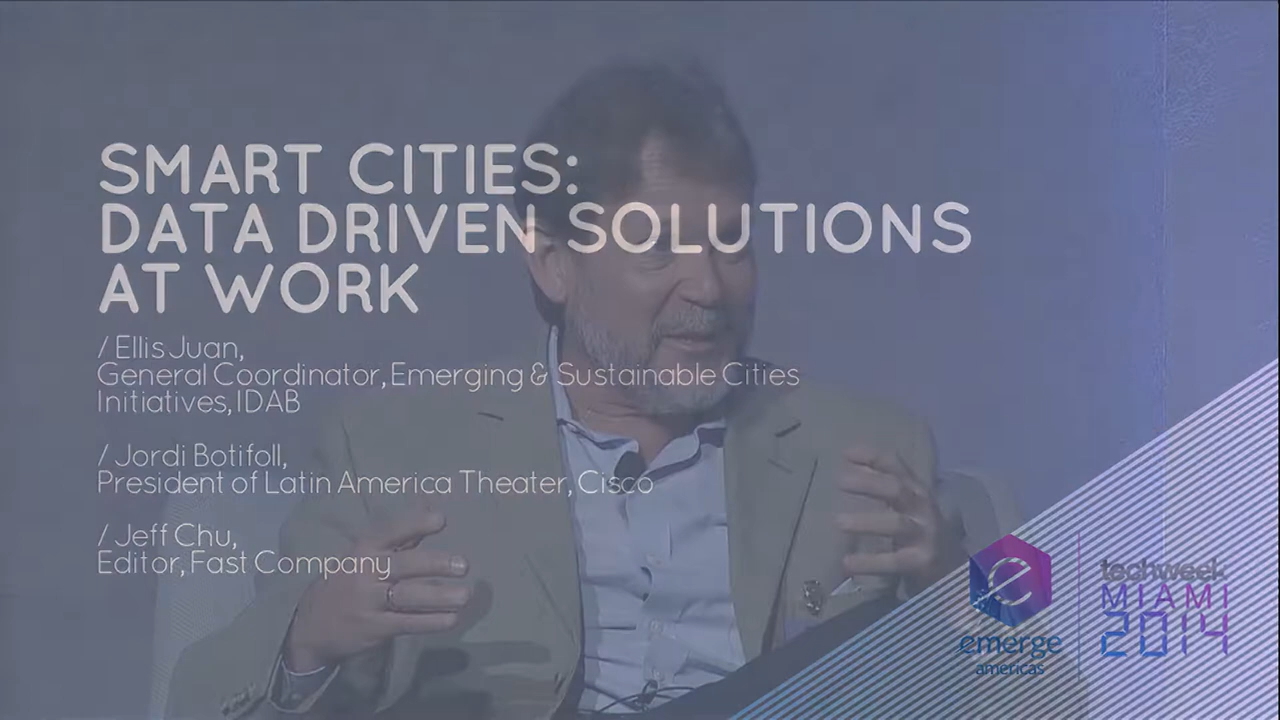 SMART CITIES:
DATA DRIVEN SOLUTIONS
AT WORK
/ Ellis Juan,
General Coordinator, Emerging & Sustainable Cities
Initiatives, IDAB
/ Jordi Botifoll,
President of Latin America Theater, Cisco
/ Jeff Chu,
Editor, Fast Company
e
emerge
americas
techweek
MIAMI
2014